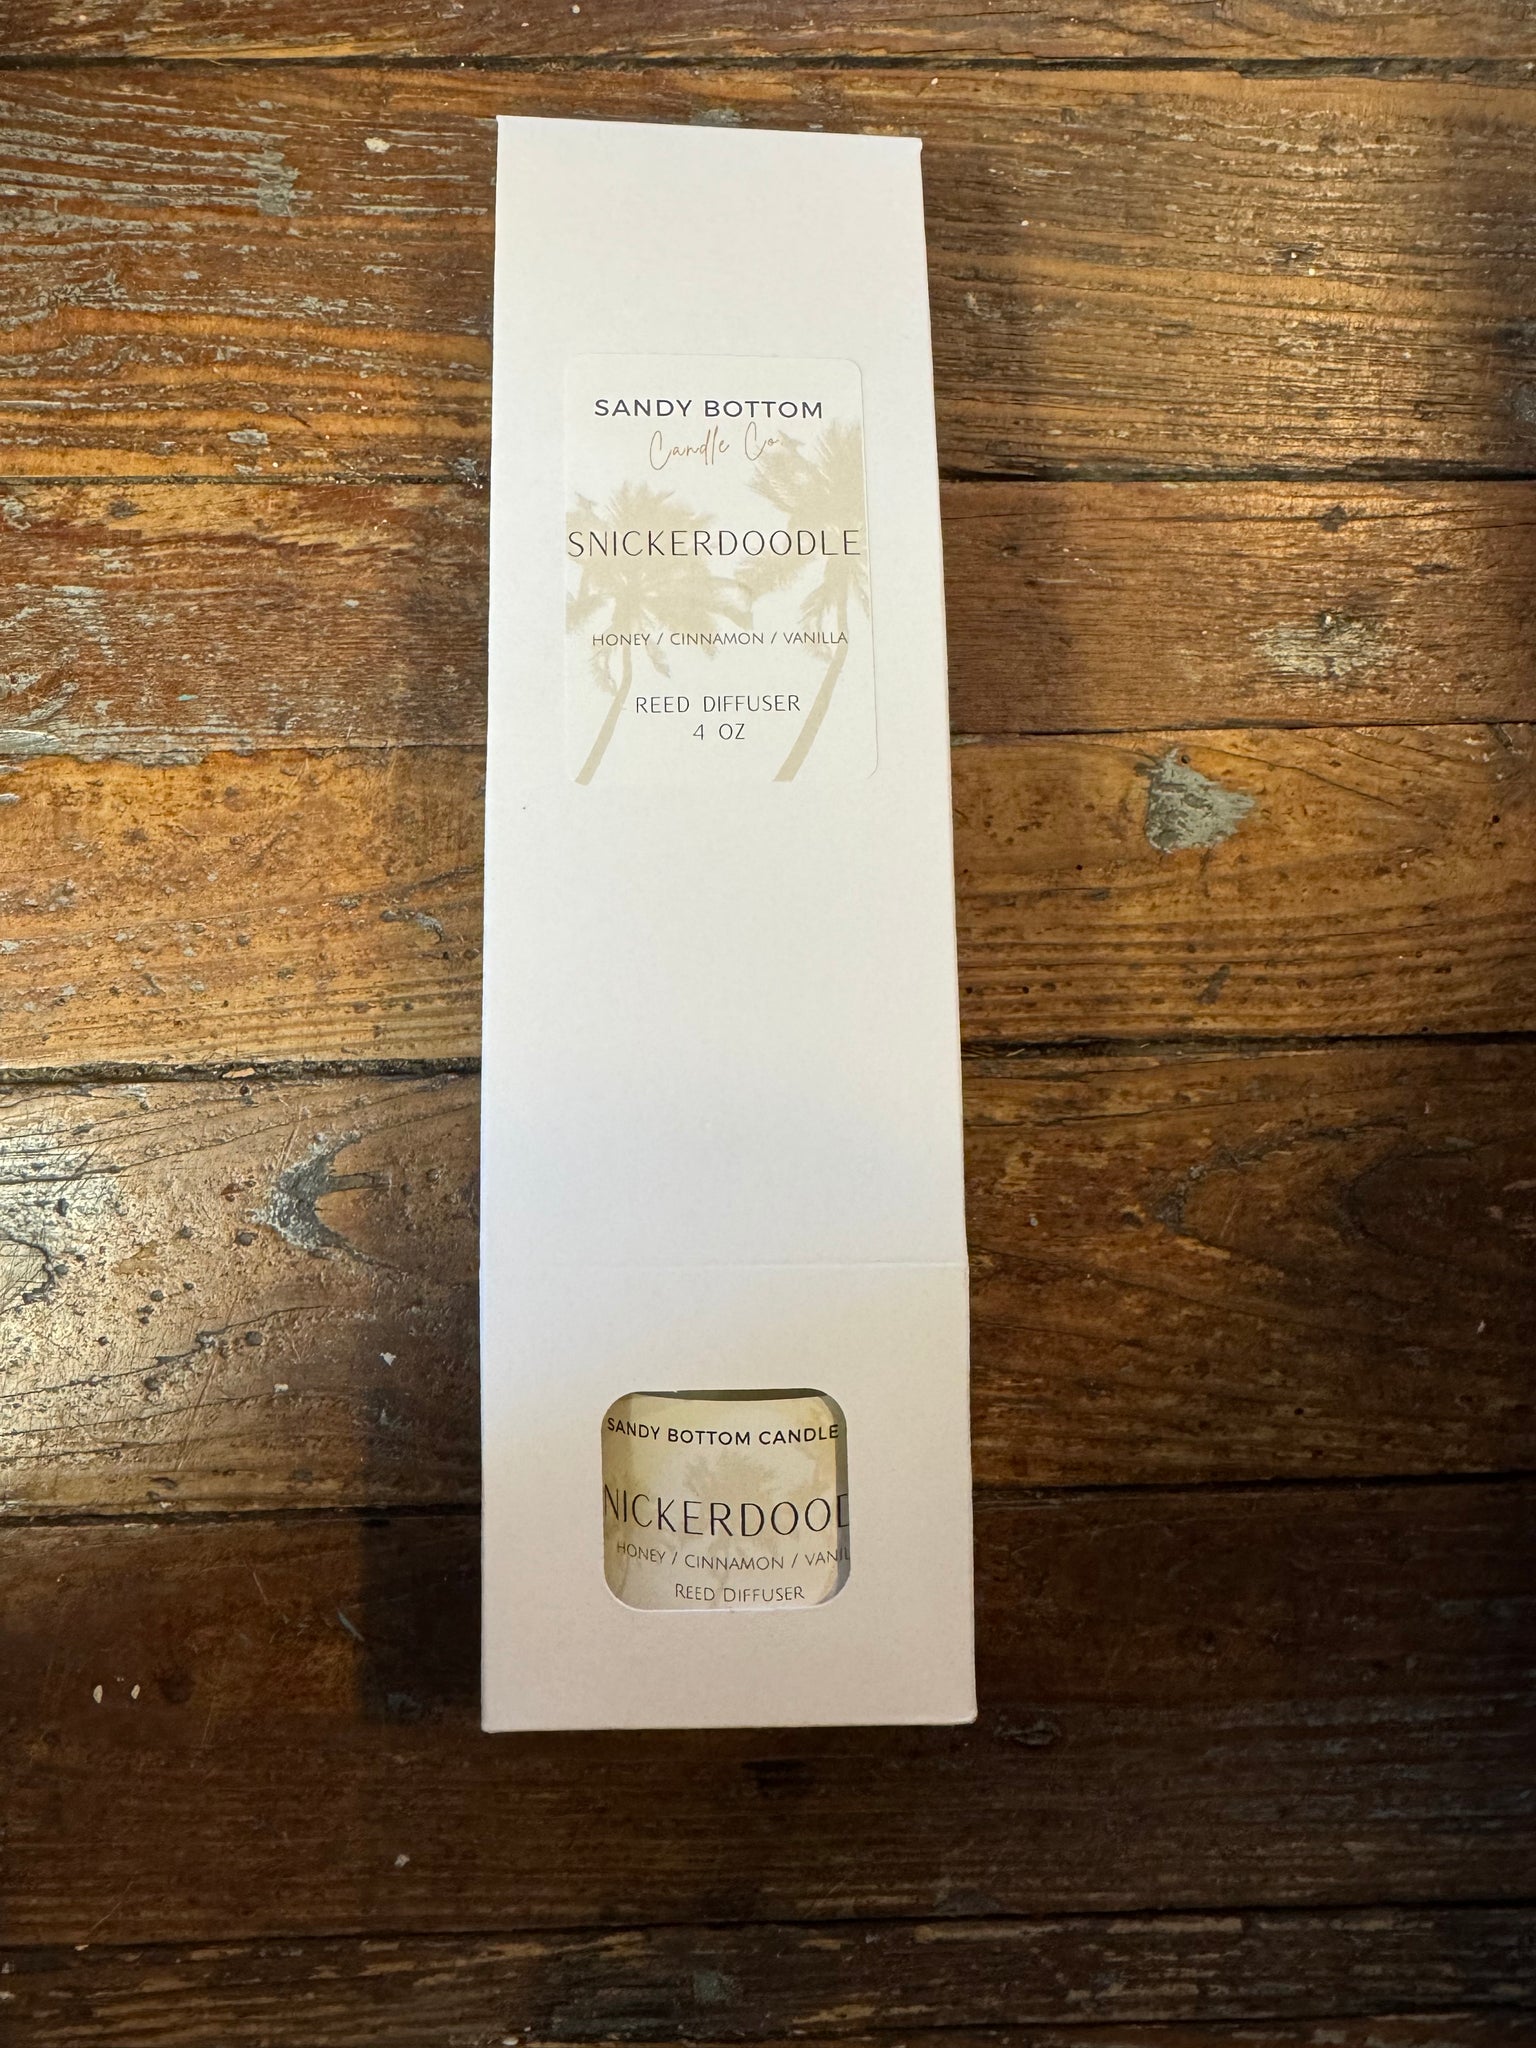 SANDY BOTTOM
Candle Co.
SNICKERDOODLE
HONEY / CINNAMON / VANILLA
REED DIFFUSER
4 OZ
SANDY BOTTOM CANDLE
NICKERDOOD
HONEY / CINNAMON / VANIL
REED DIFFUSER